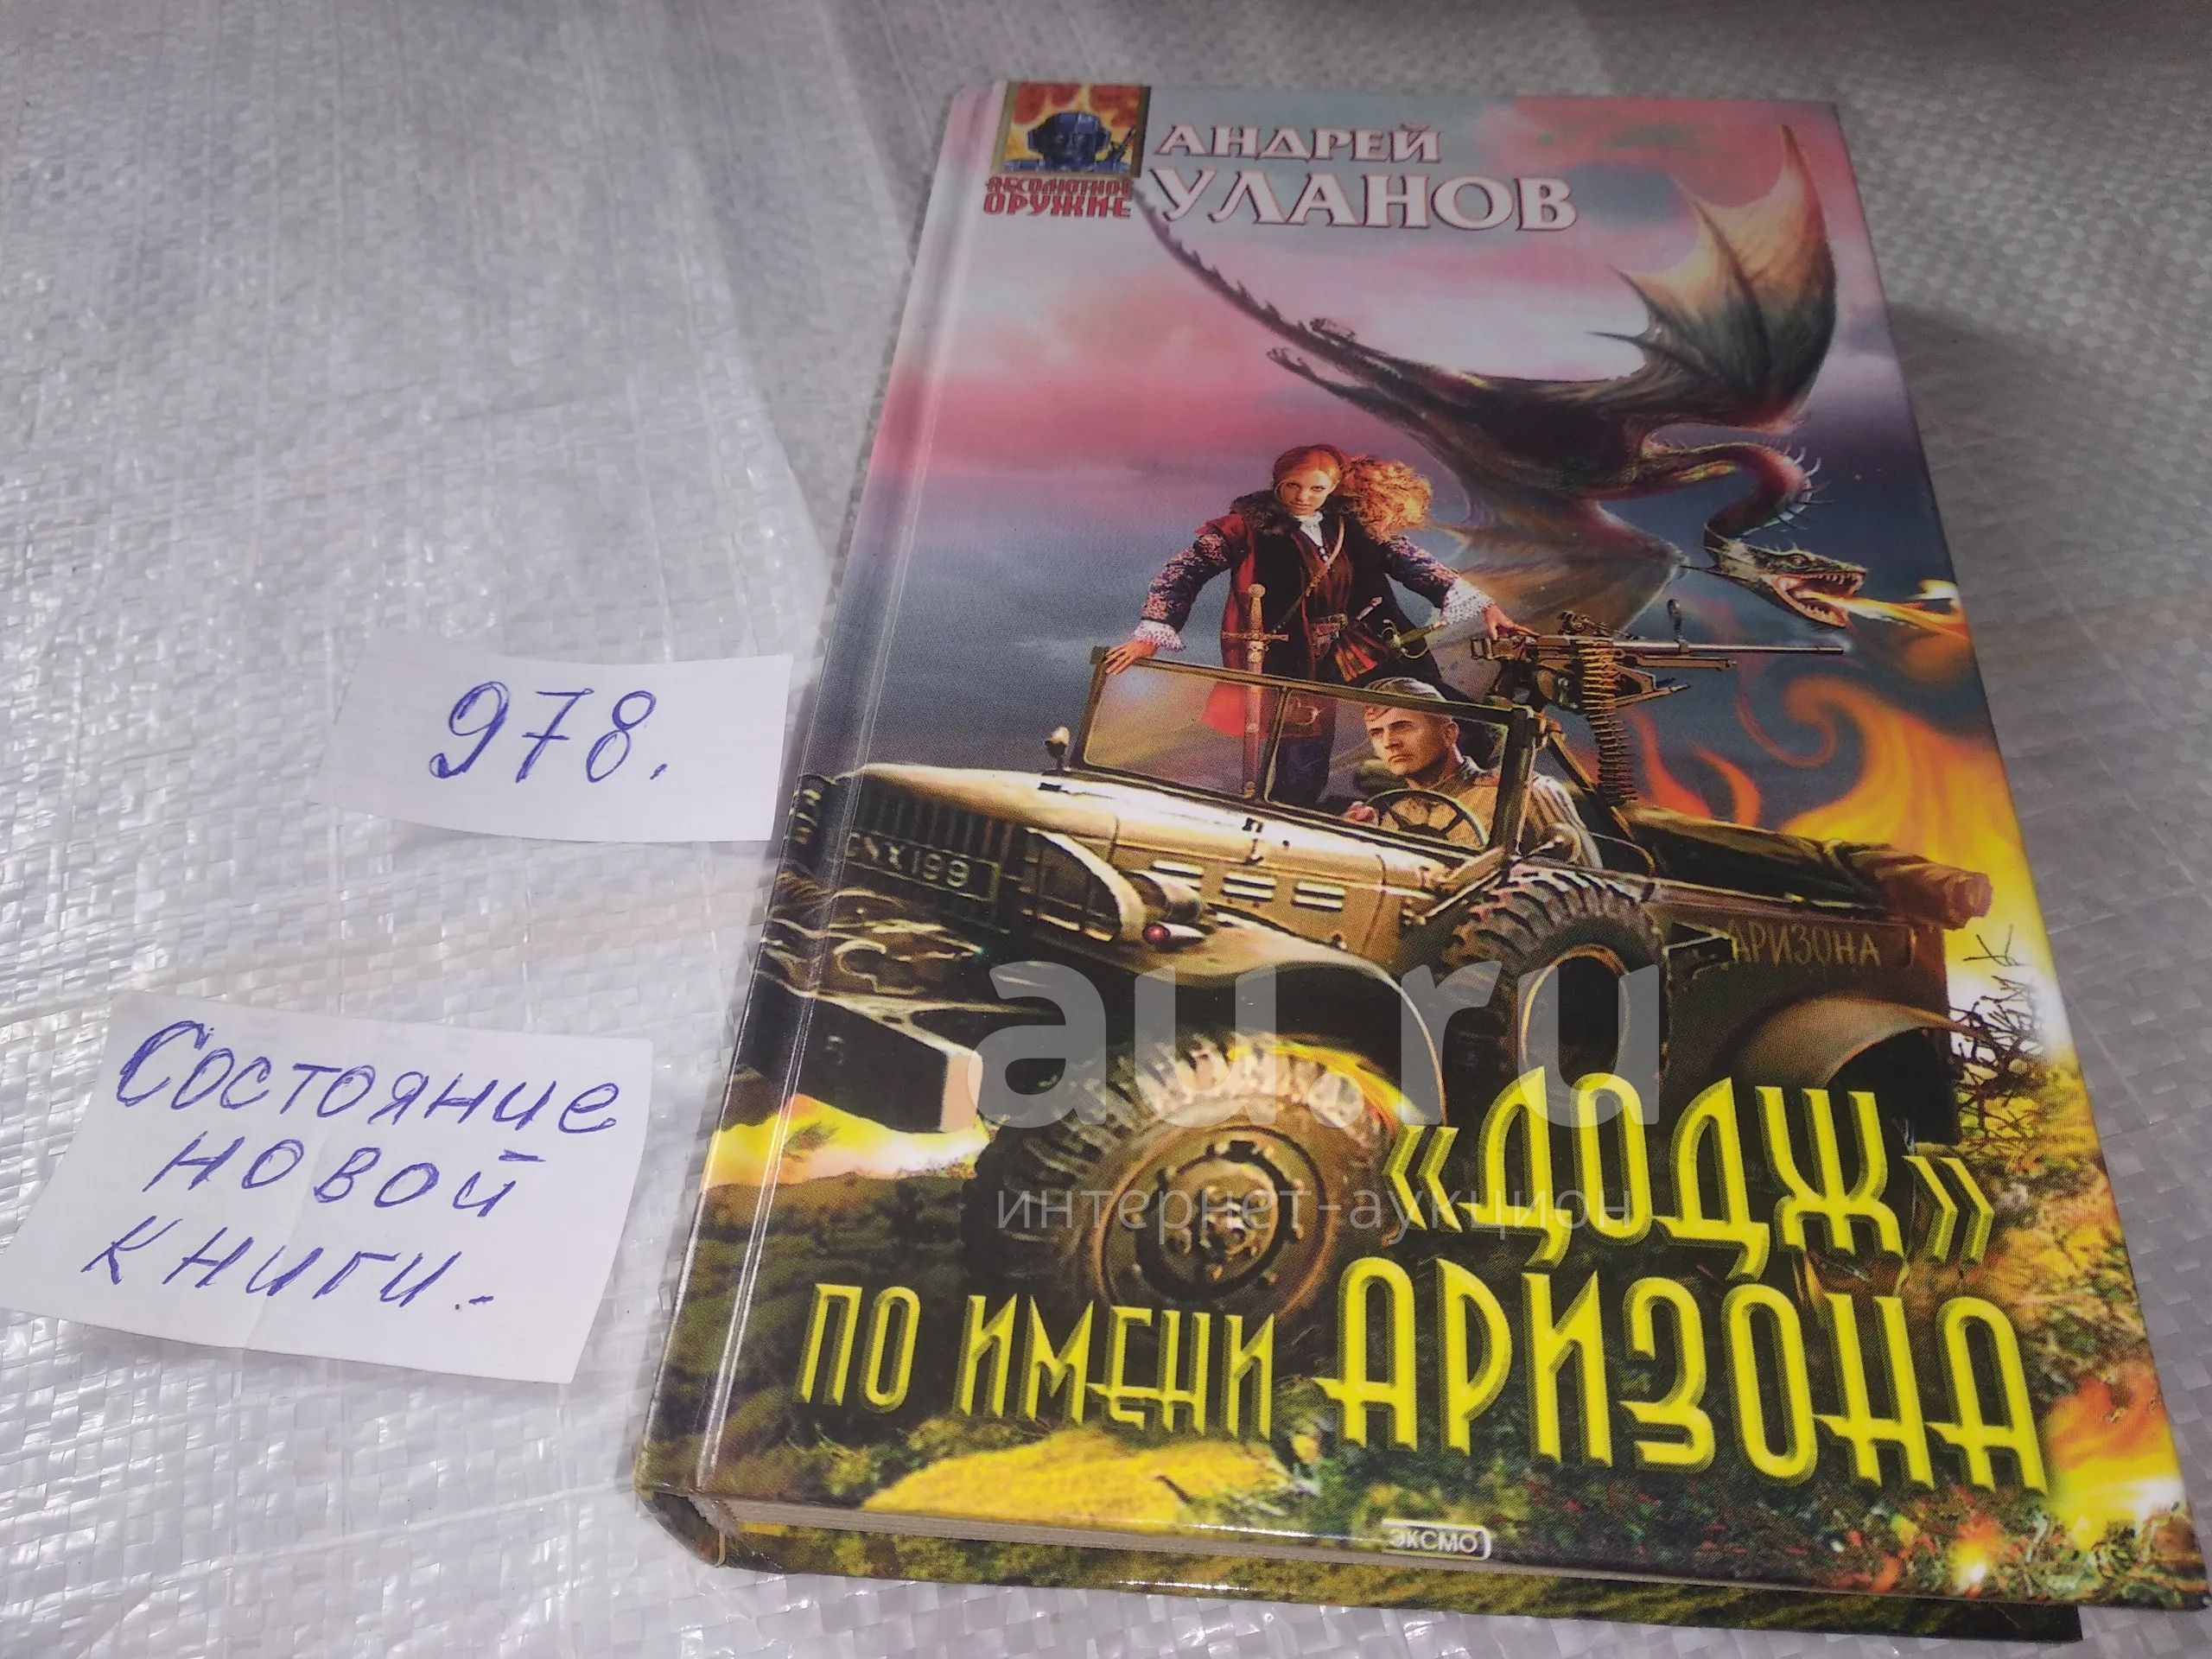 АБСОЛЮТНОЕ
ОРУЖИЕ
АНДРЕЙ
УЛАНОВ
978.
Состояние
новой
книги.-
АРИЗОНА
au.ru
интернет-аукцион
«ДОДЖ»
ПО ИМЕНИ АРИЗОНА
ЭКСМО